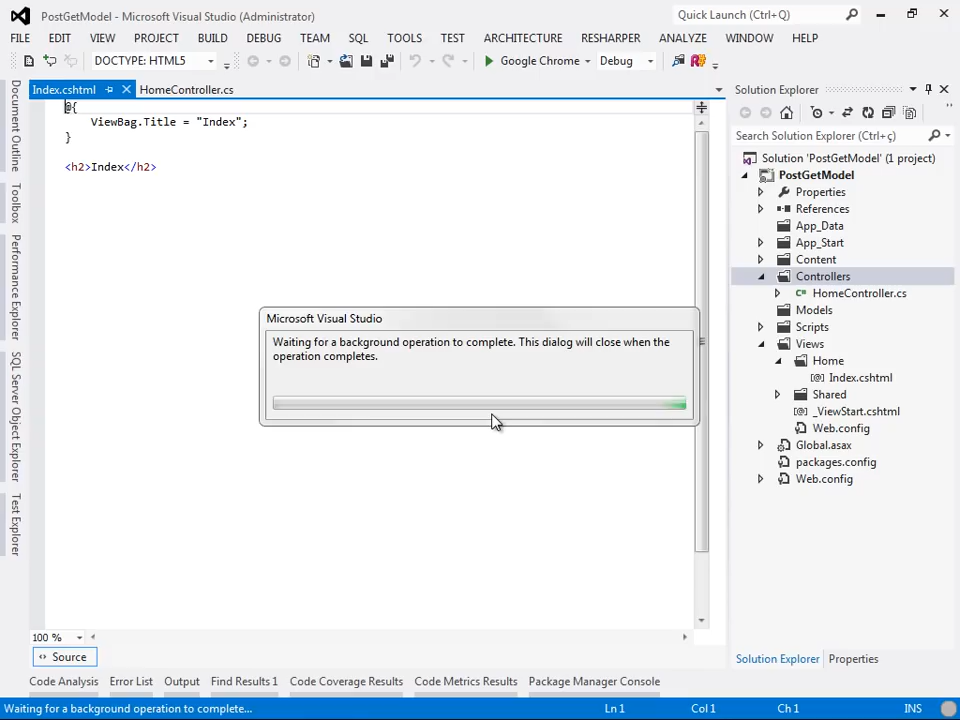 PostGetModel - Microsoft Visual Studio (Administrator)
Quick Launch (Ctrl+Q)
FILE EDIT VIEW PROJECT BUILD DEBUG TEAM SQL TOOLS TEST ARCHITECTURE RESHARPER ANALYZE WINDOW HELP
DOCTYPE: HTML5
Google Chrome
Debug
Index.cshtml
HomeController.cs
@{
ViewBag.Title = "Index";
}
<h2>Index</h2>
Document Outline
Toolbox
Performance Explorer
SQL Server Object Explorer
Test Explorer
Microsoft Visual Studio
Waiting for a background operation to complete. This dialog will close when the
operation completes.
Solution Explorer
Search Solution Explorer (Ctrl+ç)
Solution 'PostGetModel' (1 project)
PostGetModel
Properties
References
App_Data
App_Start
Content
Controllers
HomeController.cs
Models
Scripts
Views
Home
Index.cshtml
Shared
_ViewStart.cshtml
Web.config
Global.asax
packages.config
Web.config
100 %
Source
Solution Explorer Properties
Code Analysis Error List Output Find Results 1 Code Coverage Results Code Metrics Results Package Manager Console
Waiting for a background operation to complete...
Ln 1
Col 1
Ch 1
INS